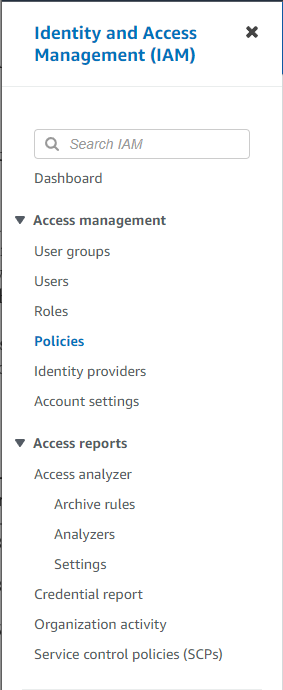 Identity and Access
Management (IAM)
Search IAM
Dashboard
Access management
User groups
Users
Roles
Policies
Identity providers
Account settings
Access reports
Access analyzer
Archive rules
Analyzers
Settings
Credential report
Organization activity
Service control policies (SCPs)